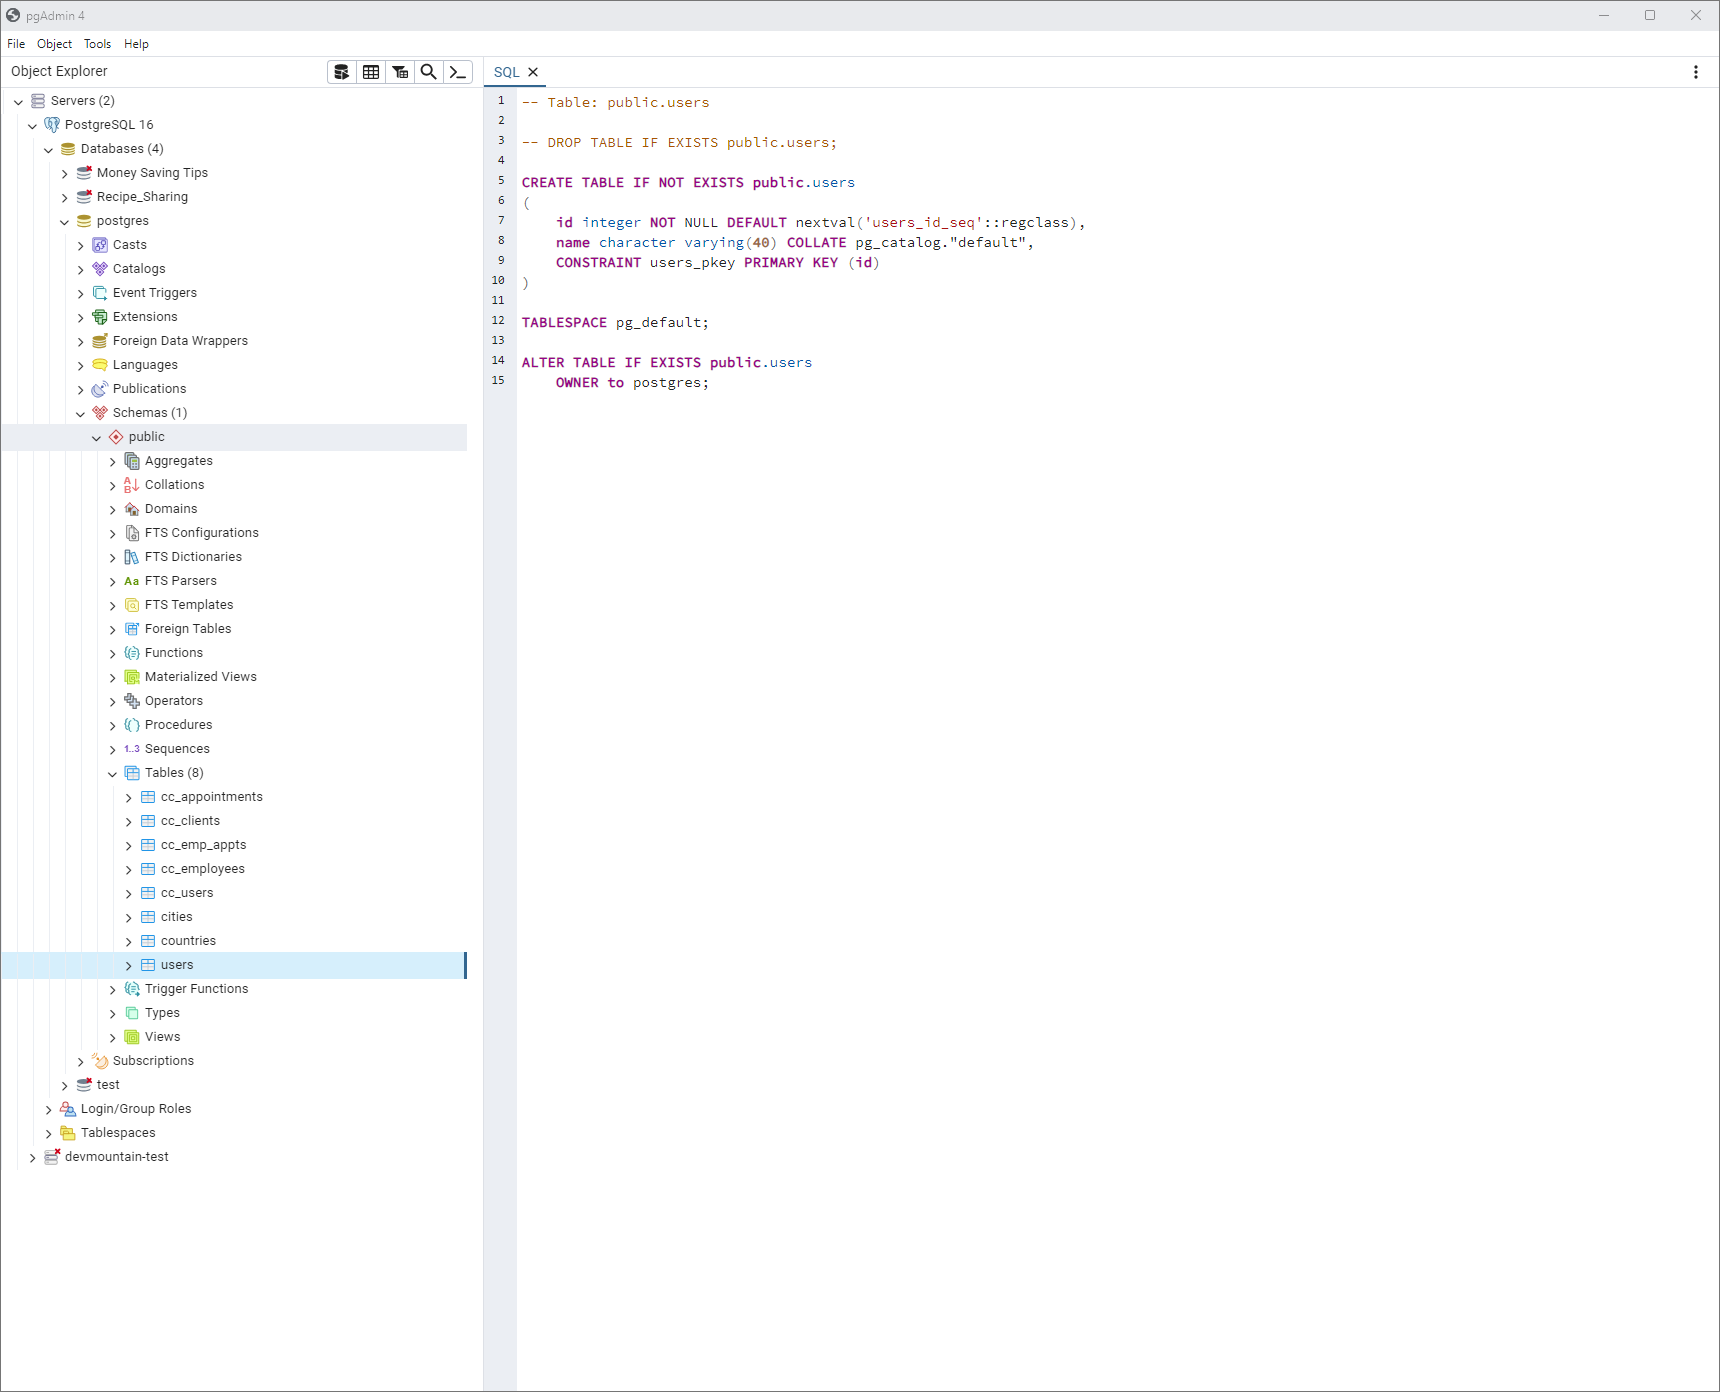 pgAdmin 4
File Object Tools Help
Object Explorer
SQL
Servers (2)
PostgreSQL 16
Databases (4)
Money Saving Tips
Recipe_Sharing
postgres
Casts
Catalogs
Event Triggers
Extensions
Foreign Data Wrappers
Languages
Publications
Schemas (1)
public
Aggregates
Collations
Domains
FTS Configurations
FTS Dictionaries
Aa FTS Parsers
FTS Templates
Foreign Tables
Functions
Materialized Views
Operators
Procedures
1..3 Sequences
Tables (8)
cc_appointments
cc_clients
cc_emp_appts
cc_employees
cc_users
cities
countries
users
Trigger Functions
Types
Views
Subscriptions
test
Login/Group Roles
Tablespaces
devmountain-test
1 -- Table: public.users
2
3 -- DROP TABLE IF EXISTS public.users;
4
5 CREATE TABLE IF NOT EXISTS public.users
6 (
7 id integer NOT NULL DEFAULT nextval('users_id_seq'::regclass),
8 name character varying(40) COLLATE pg_catalog."default",
9 CONSTRAINT users_pkey PRIMARY KEY (id)
10 )
11
12 TABLESPACE pg_default;
13
14 ALTER TABLE IF EXISTS public.users
15 OWNER to postgres;